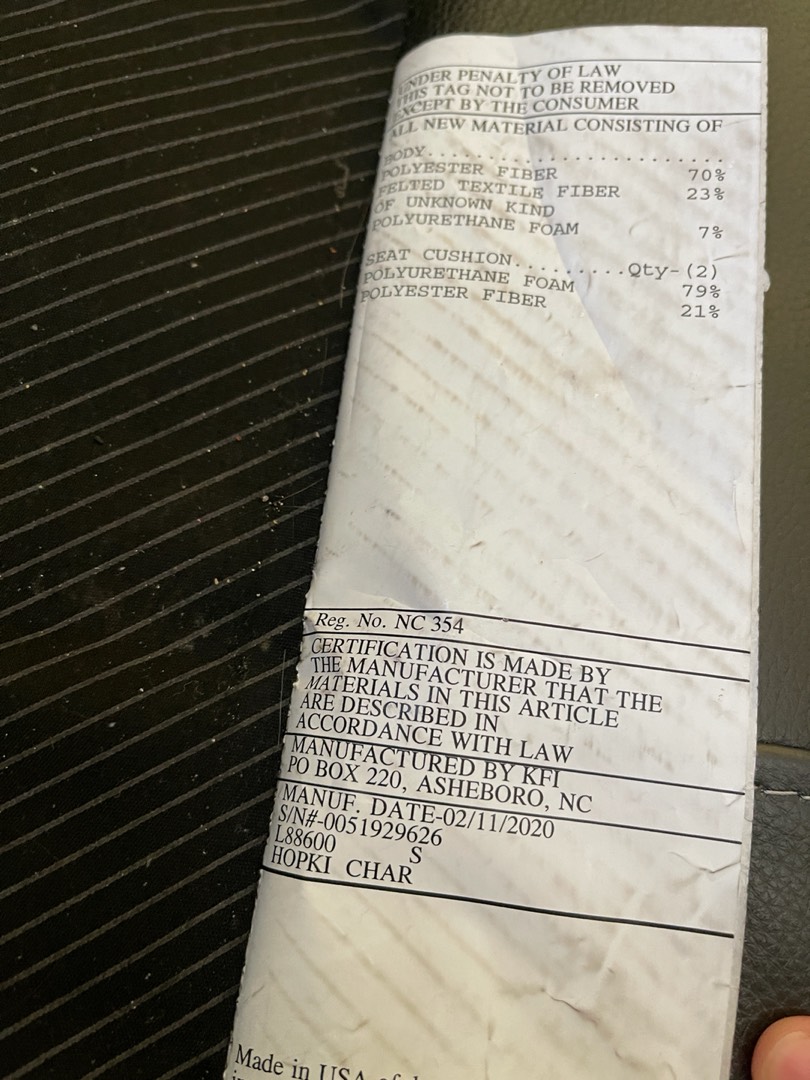 UNDER PENALTY OF LAW
THIS TAG NOT TO BE REMOVED
EXCEPT BY THE CONSUMER
ALL NEW MATERIAL CONSISTING OF
BODY........................
POLYESTER FIBER 70%
FELTED TEXTILE FIBER 23%
OF UNKNOWN KIND
POLYURETHANE FOAM 7%
SEAT CUSHION.........Qty-(2)
POLYURETHANE FOAM 79%
POLYESTER FIBER 21%
Reg. No. NC 354
CERTIFICATION IS MADE BY
THE MANUFACTURER THAT THE
MATERIALS IN THIS ARTICLE
ARE DESCRIBED IN
ACCORDANCE WITH LAW
MANUFACTURED BY KFI
PO BOX 220, ASHEBORO, NC
MANUF. DATE-02/11/2020
S/N#-0051929626
L88600 S
HOPKI CHAR
Made in USA of